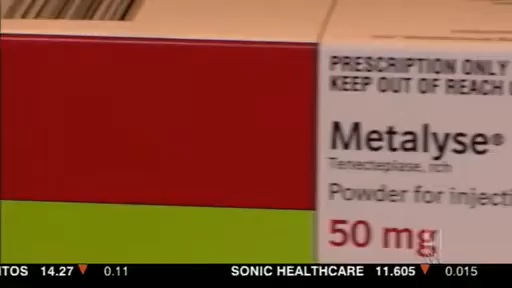 PRESCRIPTION ONLY
KEEP OUT OF REACH
Metalyse®
Tenecteplase, rch
Powder for injecti
50 mg
ITOS 14.27 ▼ 0.11 SONIC HEALTHCARE 11.605 ▼ 0.015